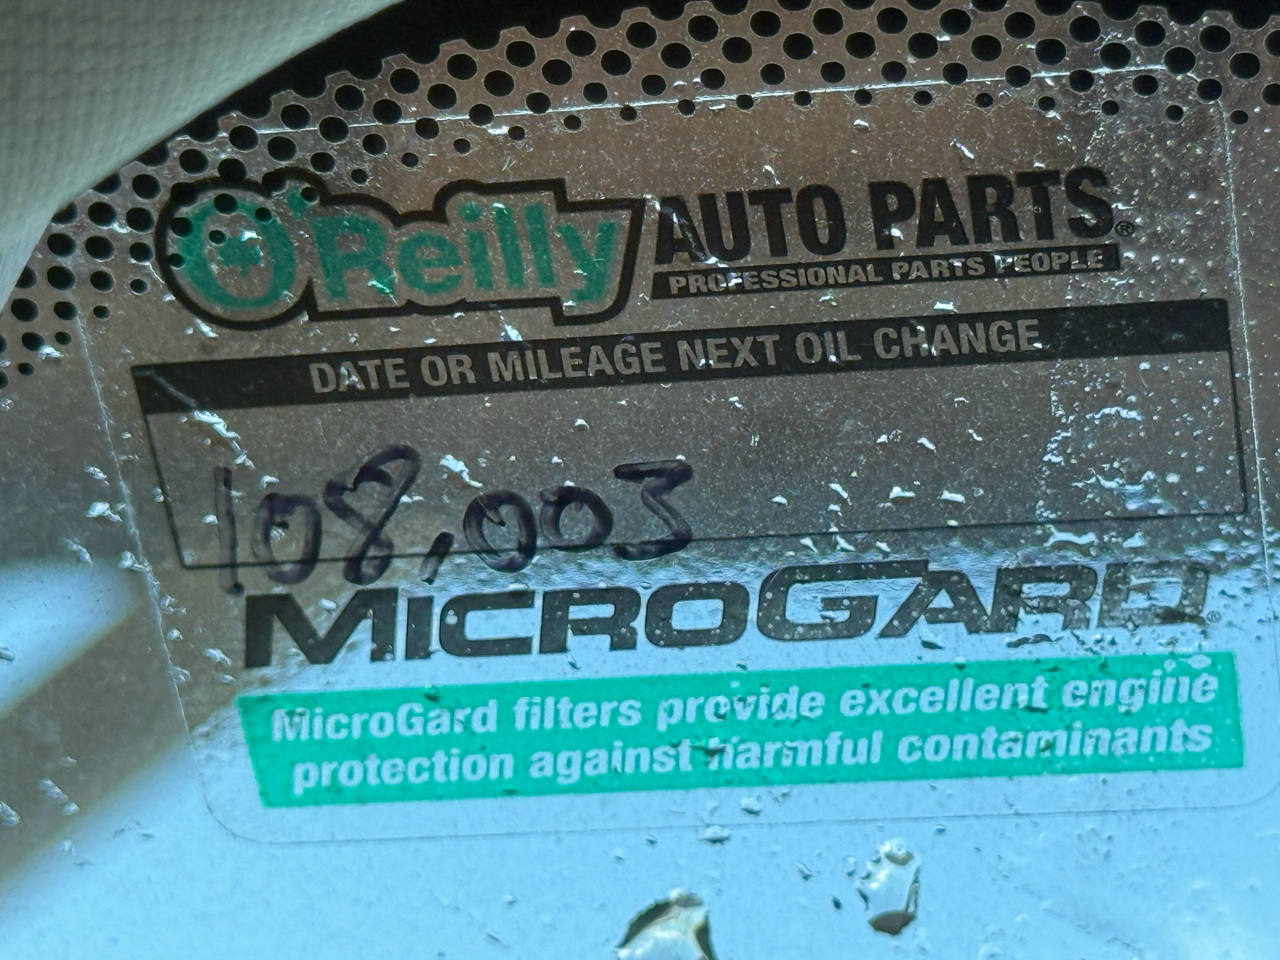 O'Reilly AUTO PARTS®
PROFESSIONAL PARTS PEOPLE
DATE OR MILEAGE NEXT OIL CHANGE
108,003
MICROGARD®
MicroGard filters provide excellent engine
protection against harmful contaminants